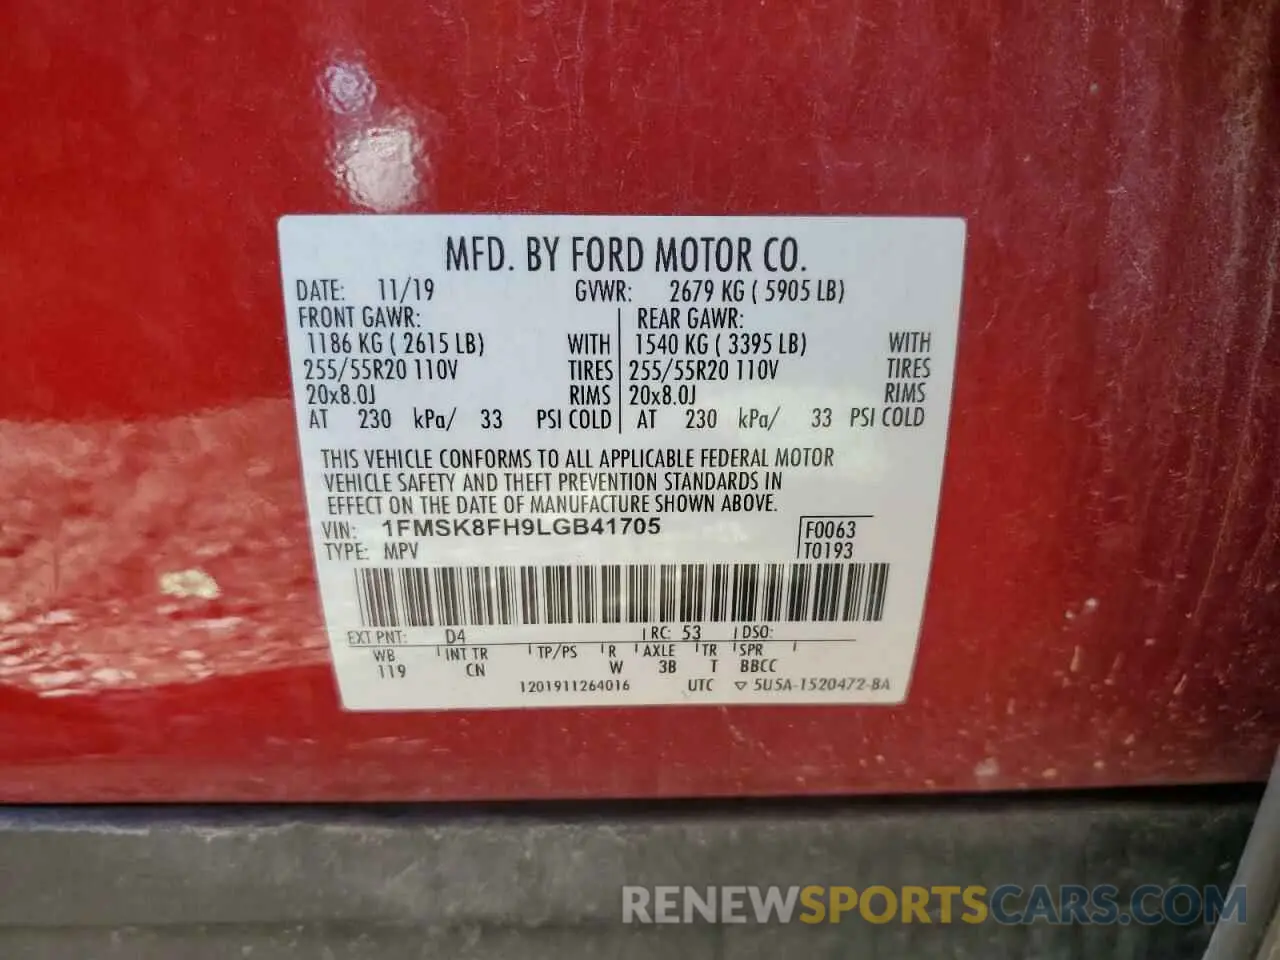 MFD. BY FORD MOTOR CO.
DATE: 11/19 GVWR: 2679 KG ( 5905 LB)
FRONT GAWR: REAR GAWR:
1186 KG ( 2615 LB) WITH 1540 KG ( 3395 LB) WITH
255/55R20 110V TIRES 255/55R20 110V TIRES
20x8.0J RIMS 20x8.0J RIMS
AT 230 kPa/ 33 PSI COLD AT 230 kPa/ 33 PSI COLD
THIS VEHICLE CONFORMS TO ALL APPLICABLE FEDERAL MOTOR
VEHICLE SAFETY AND THEFT PREVENTION STANDARDS IN
EFFECT ON THE DATE OF MANUFACTURE SHOWN ABOVE.
VIN: 1FMSK8FH9LGB41705 F0063
TYPE: MPV T0193
EXT PNT: D4 RC: 53 DSO:
WB INT TR TP/PS R AXLE TR SPR
119 CN W 3B T BBCC
1201911264016 UTC ▽ 5U5A-1520472-BA
RENEWSPORTSCARS.COM